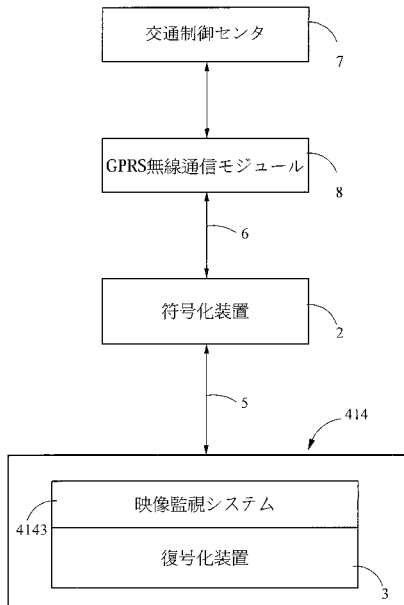 交通制御センタ
7
GPRS無線通信モジュール
8
6
符号化装置
2
5
414
映像監視システム
4143
復号化装置
3